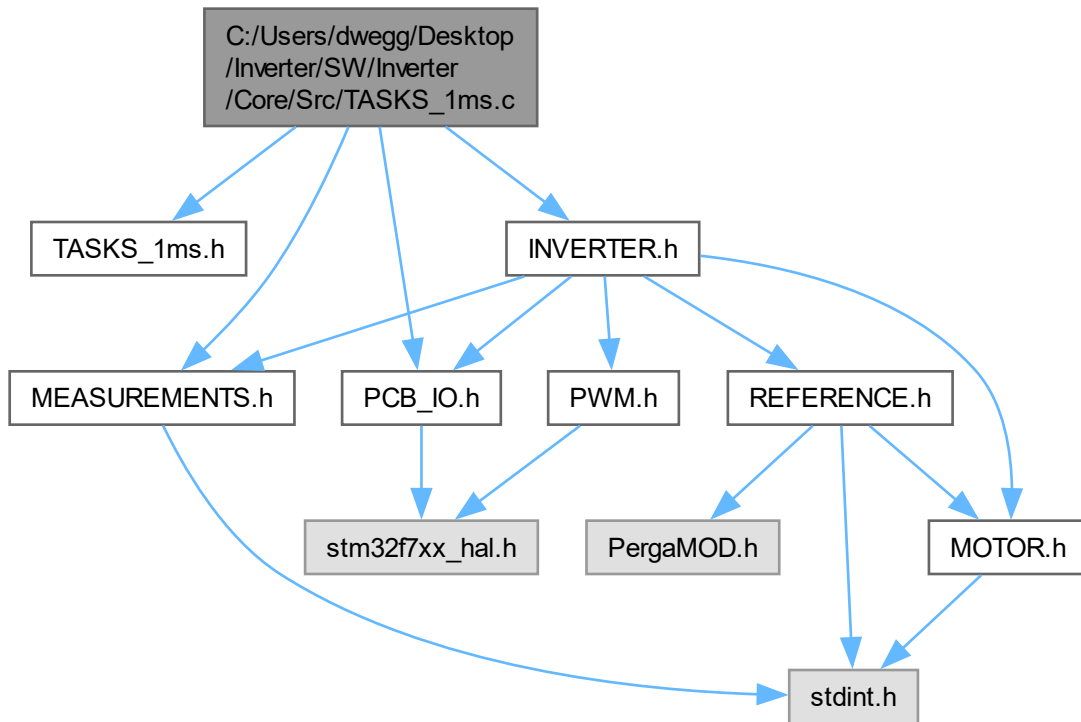 C:/Users/dwegg/Desktop
/Inverter/SW/Inverter
/Core/Src/TASKS_1ms.c
TASKS_1ms.h
INVERTER.h
MEASUREMENTS.h
PCB_IO.h
PWM.h
REFERENCE.h
stm32f7xx_hal.h
PergaMOD.h
MOTOR.h
stdint.h